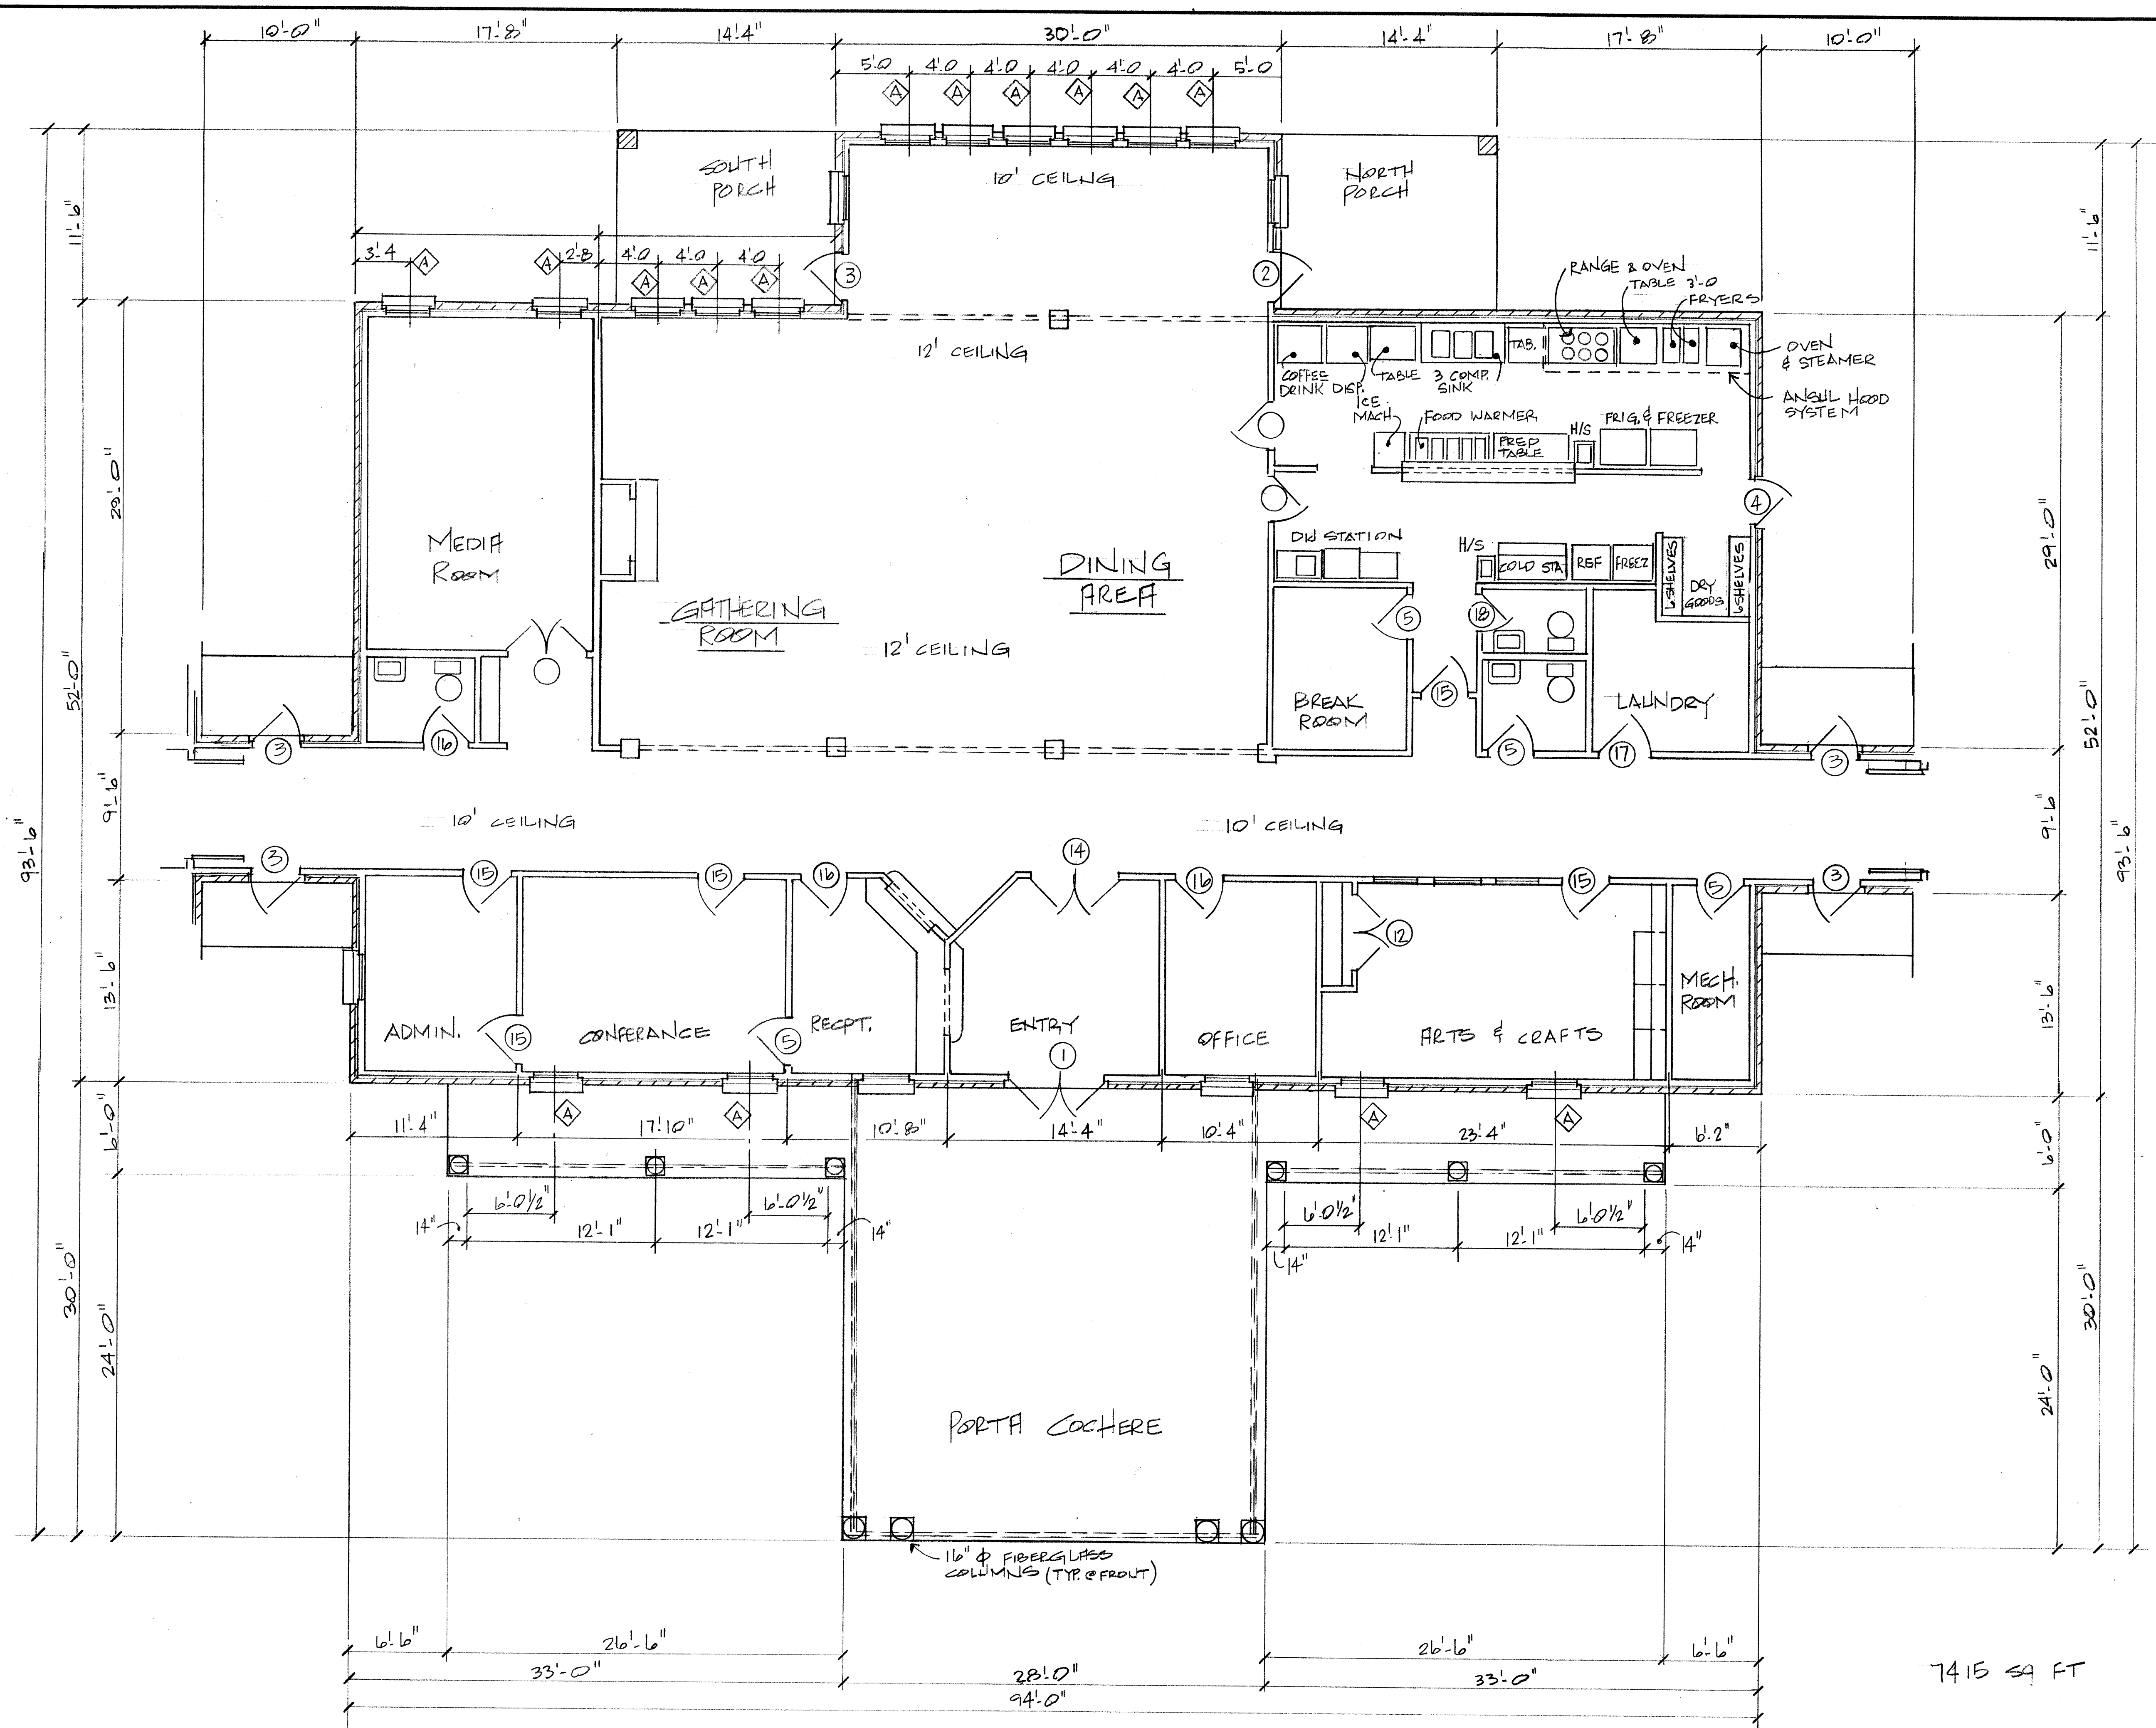 10'-0" 17'-8" 14'-4" 30'-0" 14'-4" 17'-8" 10'-0"
5'-0 4'-0 4'-0 4'-0 4'-0 4'-0 5'-0
A A A A A A
SOUTH
PORCH
10' CEILNG
NORTH
PORCH
11'-6"
11'-6"
3'-4 A A 2'-8 4'-0 4'-0 4'-0
A A A
3
2
RANGE & OVEN
TABLE 3'-0
FRYERS
OVEN
& STEAMER
ANSUL HOOD
SYSTEM
12' CEILING
TAB.
COFFEE
DRINK DISP.
TABLE
3 COMP.
SINK
ICE
MACH.
FOOD WARMER
PREP
TABLE
H/S
FRIG. & FREEZER
4
29'-0"
29'-0"
MEDIA
ROOM
DINING
AREA
GATHERING
ROOM
12' CEILING
DW STATION
H/S
COLD STA
REF
FREEZ
6 SHELVES
DRY
GOODS
6 SHELVES
5
18
BREAK
ROOM
15
LAUNDRY
52'-0"
52'-0"
3
16
5
17
3
9'-6"
9'-6"
93'-6"
93'-6"
10' CEILING
10' CEILING
3
15
15
16
14
16
15
5
3
12
13'-6"
13'-6"
ADMIN.
15
CONFERANCE
5
RECPT.
ENTRY
1
OFFICE
ARTS & CRAFTS
MECH.
ROOM
A A A A
11'-4" 17'-10" 10'-8" 14'-4" 10'-4" 23'-4" 6'-2"
6'-0"
6'-0"
6'-0 1/2" 6'-0 1/2" 6'-0 1/2" 6'-0 1/2"
14" 12'-1" 12'-1" 14" 14" 12'-1" 12'-1" 14"
30'-0"
24'-0"
24'-0"
30'-0"
PORTA COCHERE
16" ϕ FIBERGLASS
COLUMNS (TYP. @ FRONT)
6'-6" 26'-6" 26'-6" 6'-6"
33'-0" 28'-0" 33'-0"
94'-0"
7415 SQ FT